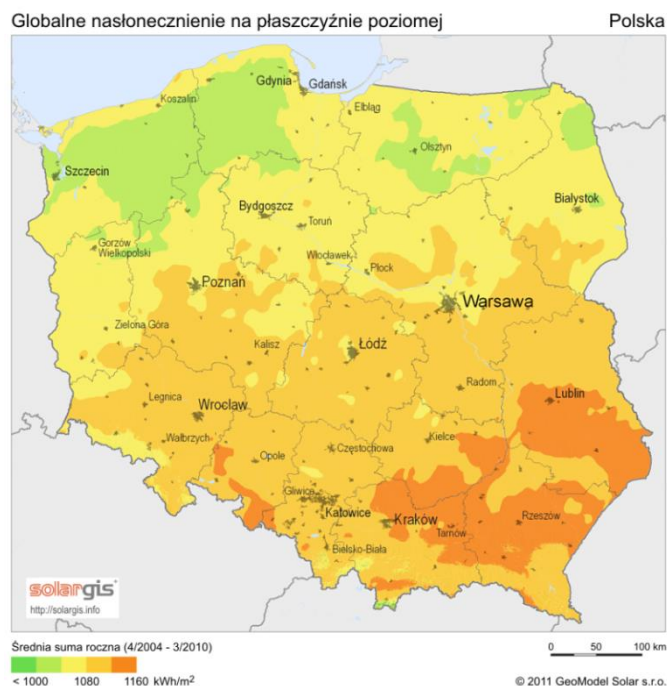 Globalne nasłonecznienie na płaszczyźnie poziomej
Polska
Gdynia
Gdańsk
Koszalin
Elbląg
Olsztyn
Szczecin
Białystok
Bydgoszcz
Toruń
Gorzów
Wielkopolski
Włocławek
Płock
Poznań
Warsawa
Zielona Góra
Kalisz
Łódź
Radom
Legnica
Wrocław
Lublin
Wałbrzych
Kielce
Opole
Częstochowa
Gliwice
Katowice
Kraków
Tarnów
Rzeszów
Bielsko-Biała
solargis
http://solargis.info
Średnia suma roczna (4/2004 - 3/2010)
0 50 100 km
< 1000 1080 1160 kWh/m²
© 2011 GeoModel Solar s.r.o.